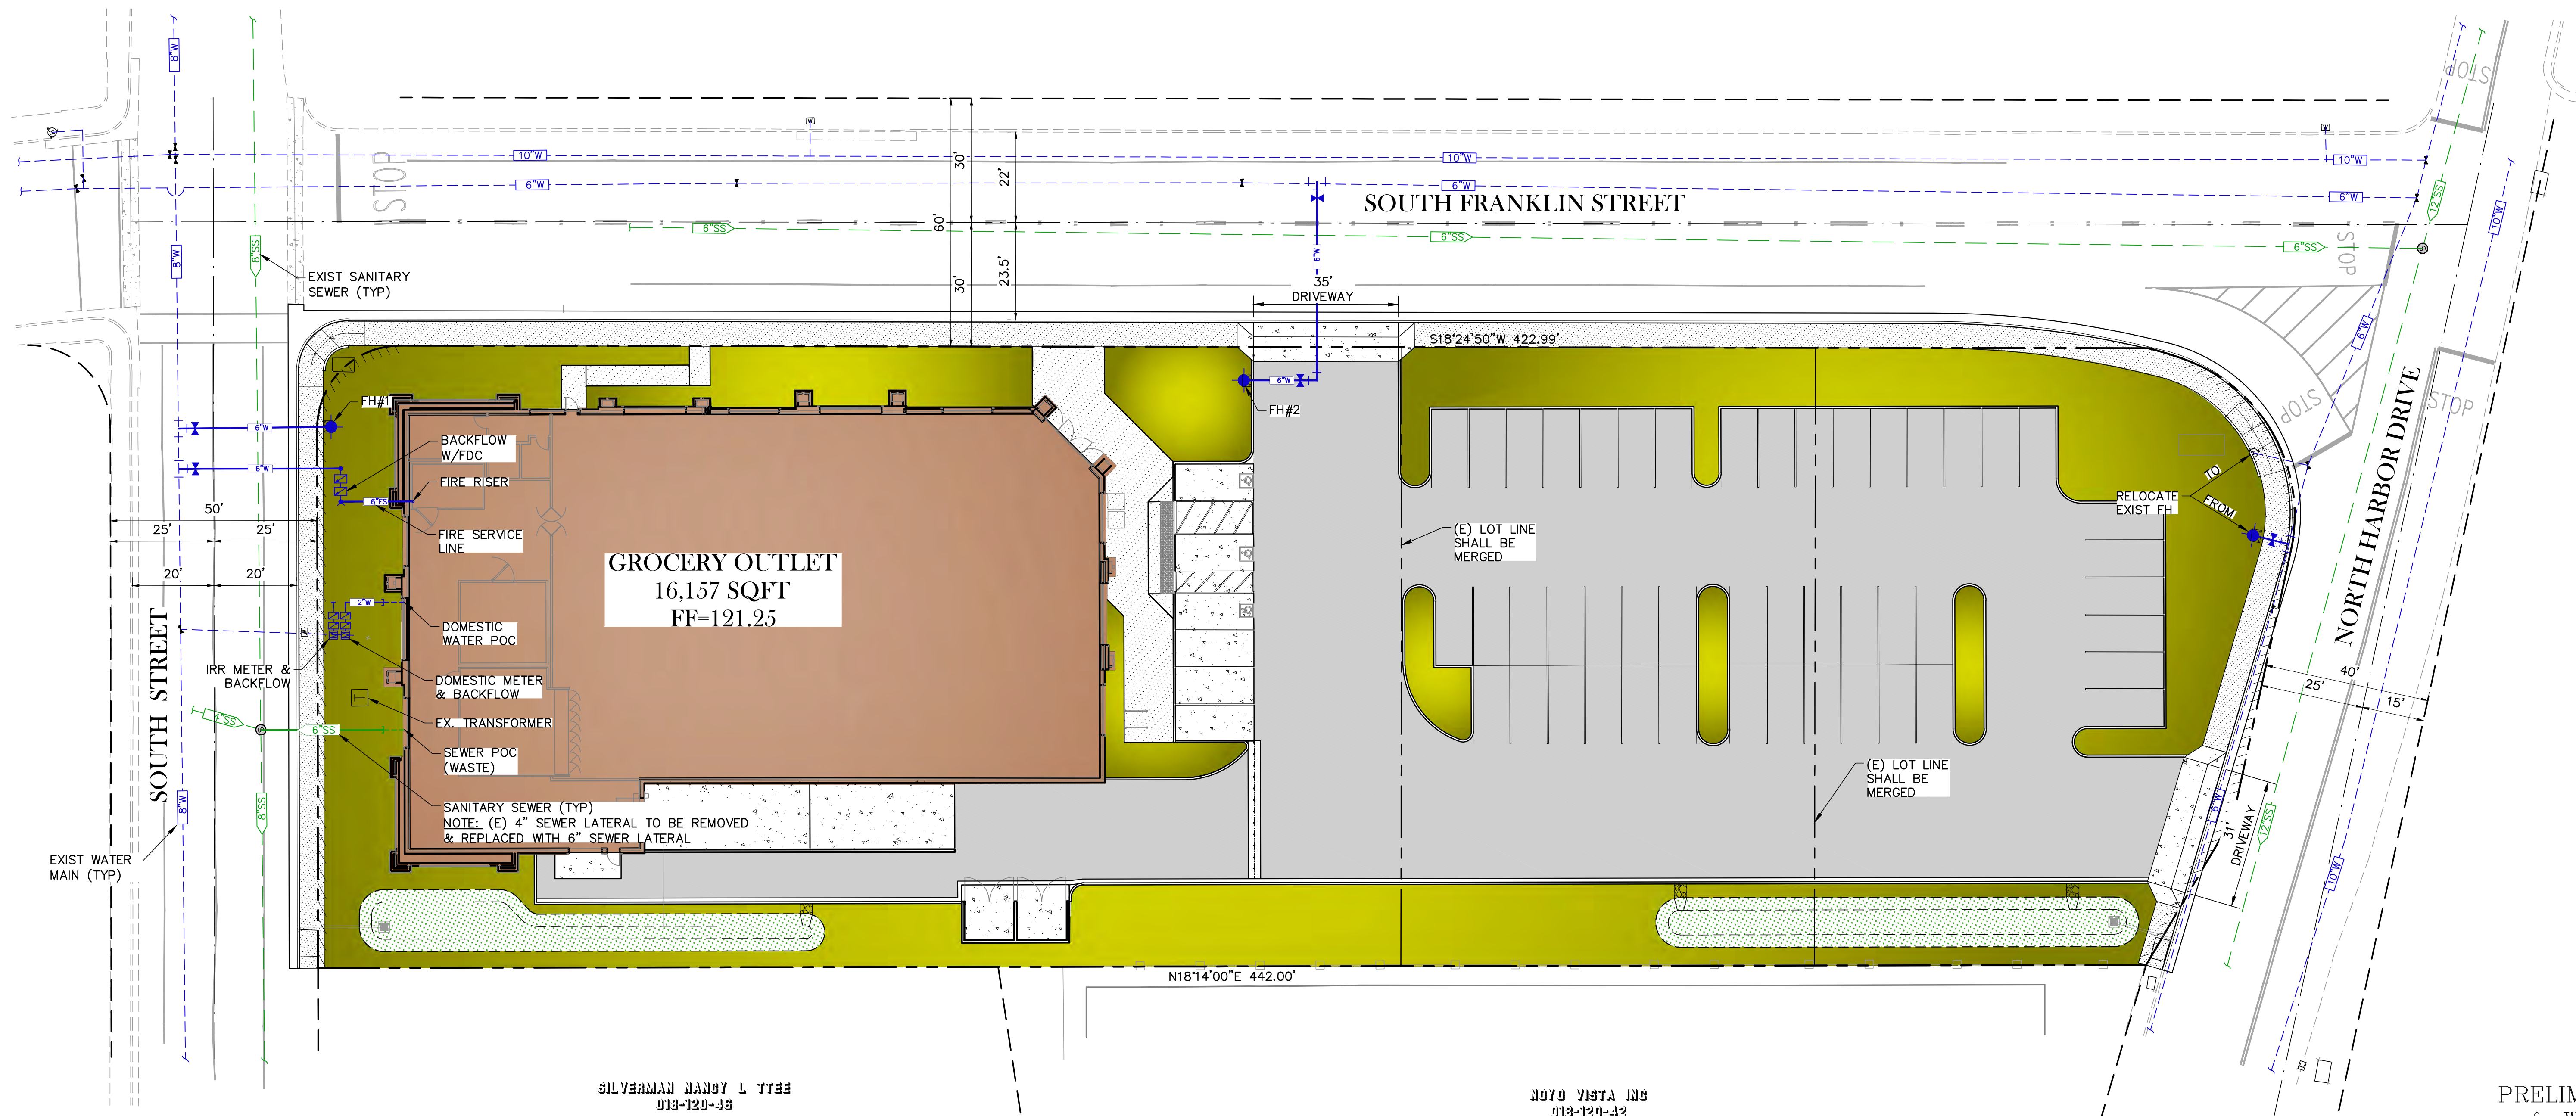 8"W
STOP
10"W
10"W
10"W
6"W
6"W
6"W
30'
22'
60'
SOUTH FRANKLIN STREET
12"SS
10"W
8"W
8"SS
6"SS
6"SS
6"SS
EXIST SANITARY
SEWER (TYP)
STOP
30'
23.5'
6"W
35'
DRIVEWAY
STOP
6"W
S18°24'50"W 422.99'
STOP
STOP
FH#1
6"W
6"W
FH#2
BACKFLOW
W/FDC
6"W
FIRE RISER
6"FS
FIRE SERVICE
LINE
50'
25'
25'
20'
20'
TO
RELOCATE
EXIST FH
FROM
(E) LOT LINE
SHALL BE
MERGED
GROCERY OUTLET
16,157 SQFT
FF=121.25
NORTH HARBOR DRIVE
2"W
DOMESTIC
WATER POC
SOUTH STREET
IRR METER &
BACKFLOW
DOMESTIC METER
& BACKFLOW
40'
25'
15'
T
EX. TRANSFORMER
4"SS
S
6"SS
SEWER POC
(WASTE)
(E) LOT LINE
SHALL BE
MERGED
8"W
8"SS
SANITARY SEWER (TYP)
NOTE: (E) 4" SEWER LATERAL TO BE REMOVED
& REPLACED WITH 6" SEWER LATERAL
6"W
12"SS
31'
DRIVEWAY
EXIST WATER
MAIN (TYP)
10"W
N18°14'00"E 442.00'
SILVERMAN NANCY L TTEE
018-120-46
NOYO VISTA INC
018-120-42
PRELIM